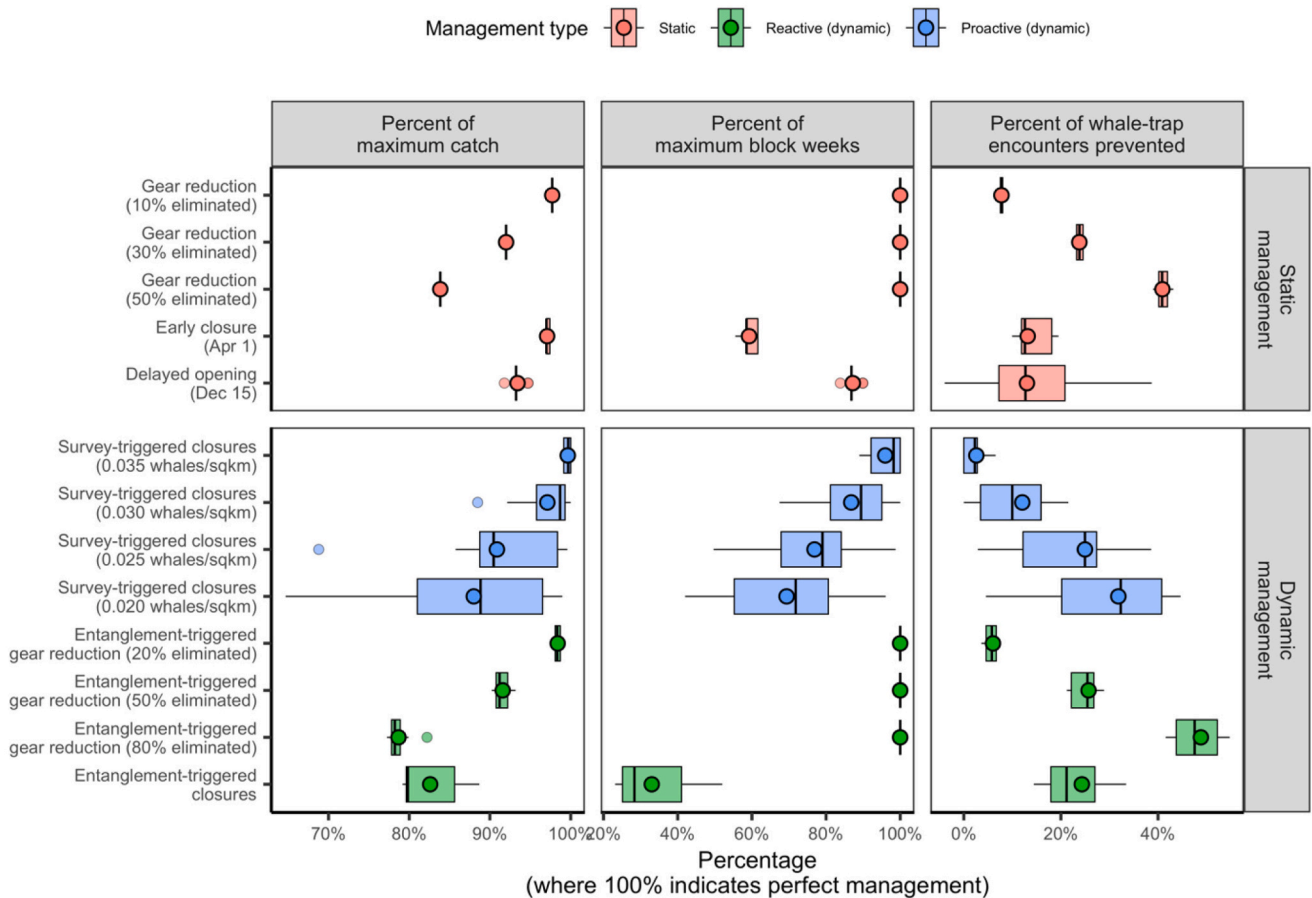 Management type Static Reactive (dynamic) Proactive (dynamic)
Percent of
maximum catch
Percent of
maximum block weeks
Percent of whale-trap
encounters prevented
Gear reduction
(10% eliminated)
Gear reduction
(30% eliminated)
Gear reduction
(50% eliminated)
Early closure
(Apr 1)
Delayed opening
(Dec 15)
Static
management
Survey-triggered closures
(0.035 whales/sqkm)
Survey-triggered closures
(0.030 whales/sqkm)
Survey-triggered closures
(0.025 whales/sqkm)
Survey-triggered closures
(0.020 whales/sqkm)
Entanglement-triggered
gear reduction (20% eliminated)
Entanglement-triggered
gear reduction (50% eliminated)
Entanglement-triggered
gear reduction (80% eliminated)
Entanglement-triggered
closures
Dynamic
management
70% 80% 90% 100% 20% 40% 60% 80% 100% 0% 20% 40%
Percentage
(where 100% indicates perfect management)